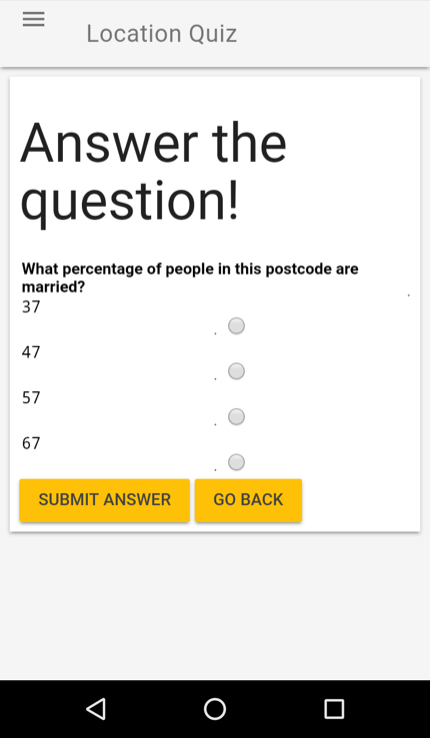 Location Quiz
Answer the
question!
What percentage of people in this postcode are
married?
.
37
.
47
.
57
.
67
.
SUBMIT ANSWER GO BACK